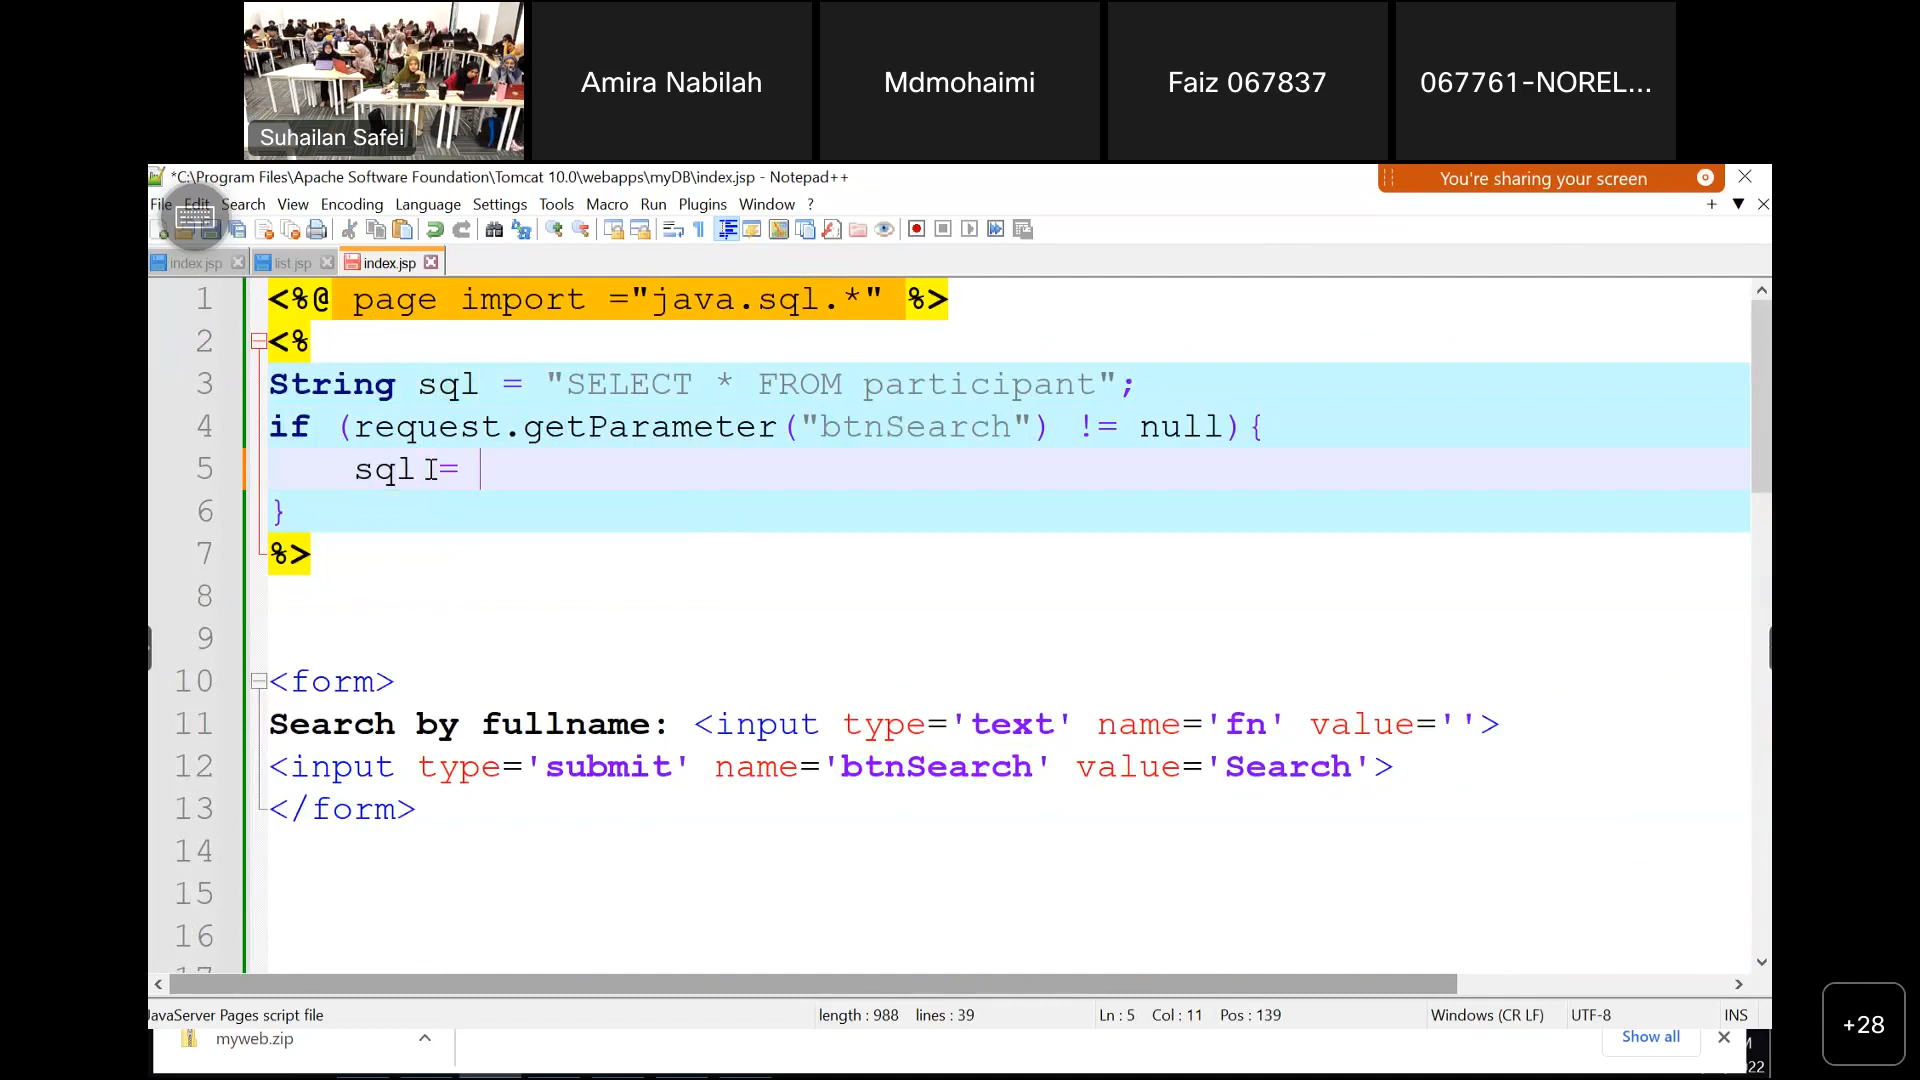 Suhailan Safei
Amira Nabilah
Mdmohaimi
Faiz 067837
067761-NOREL...
*C:\Program Files\Apache Software Foundation\Tomcat 10.0\webapps\myDB\index.jsp - Notepad++
You're sharing your screen
File Edit Search View Encoding Language Settings Tools Macro Run Plugins Window ?
index.jsp list.jsp index.jsp
1 <%@ page import ="java.sql.*" %>
2 <%
3 String sql = "SELECT * FROM participant";
4 if (request.getParameter("btnSearch") != null){
5 sql =
6 }
7 %>
8
9
10 <form>
11 Search by fullname: <input type='text' name='fn' value=''>
12 <input type='submit' name='btnSearch' value='Search'>
13 </form>
14
15
16
17
JavaServer Pages script file length : 988 lines : 39 Ln : 5 Col : 11 Pos : 139 Windows (CR LF) UTF-8 INS
myweb.zip
Show all
+28